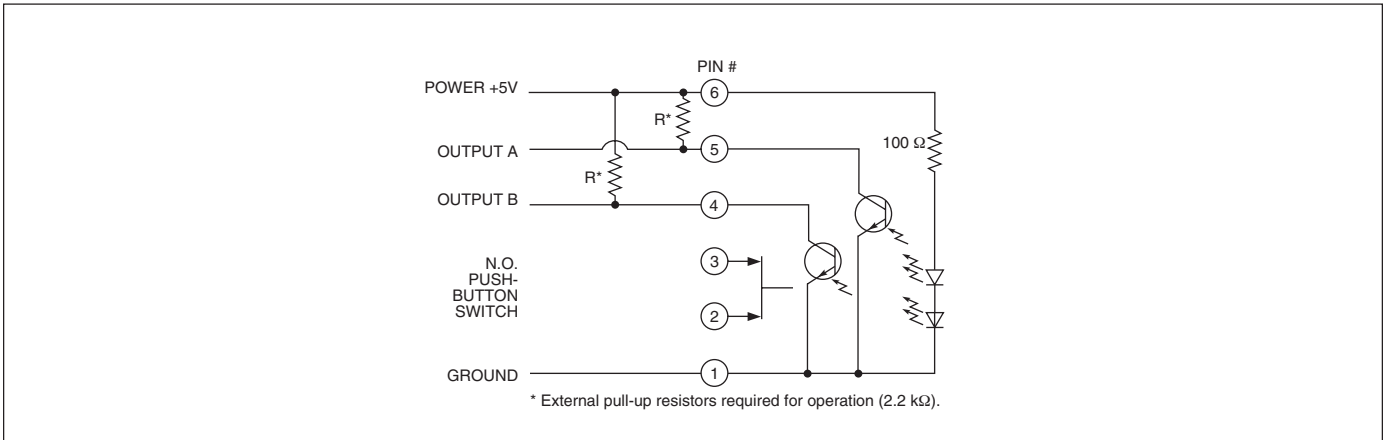 PIN #
POWER +5V
6
R*
100 Ω
OUTPUT A
5
R*
OUTPUT B
4
N.O.
PUSH-
BUTTON
SWITCH
3
2
GROUND
1
* External pull-up resistors required for operation (2.2 kΩ).